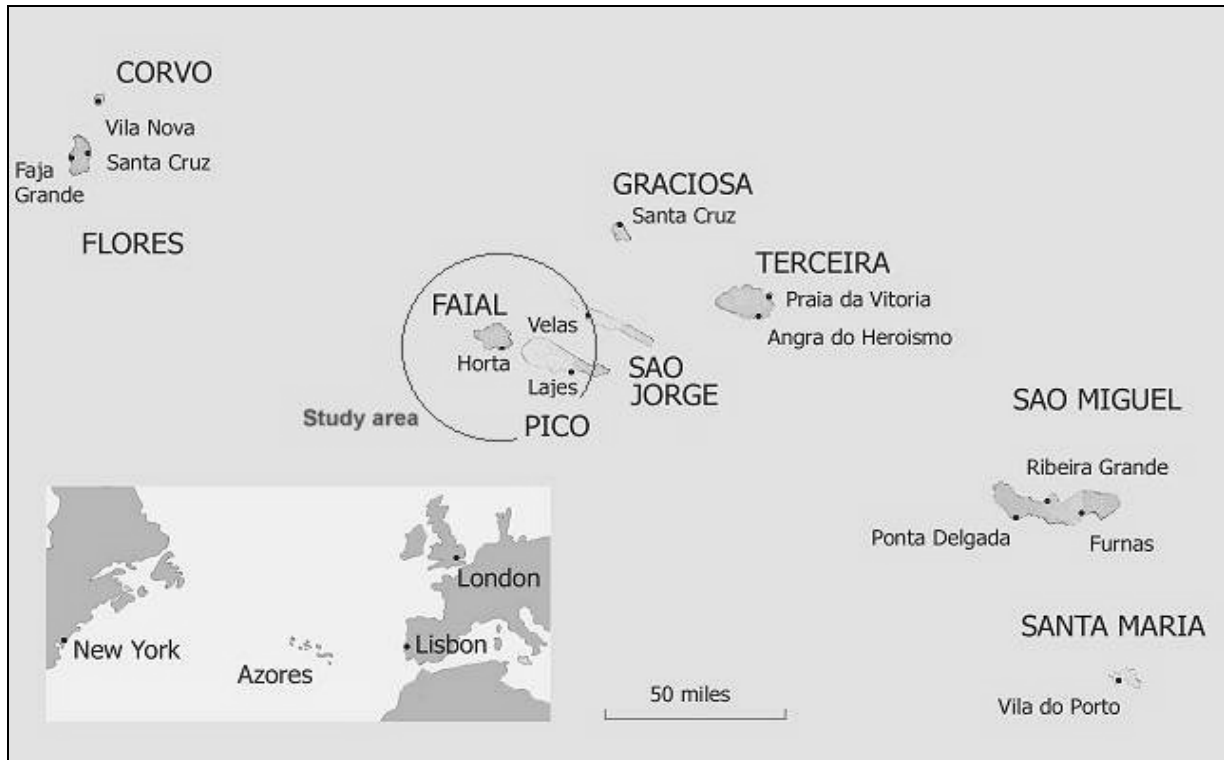 CORVO
Vila Nova
Faja
Grande
Santa Cruz
FLORES
GRACIOSA
Santa Cruz
TERCEIRA
Praia da Vitoria
Angra do Heroismo
FAIAL
Velas
Horta
Lajes
SAO
JORGE
PICO
Study area
SAO MIGUEL
Ribeira Grande
Ponta Delgada
Furnas
SANTA MARIA
Vila do Porto
50 miles
London
New York
Lisbon
Azores